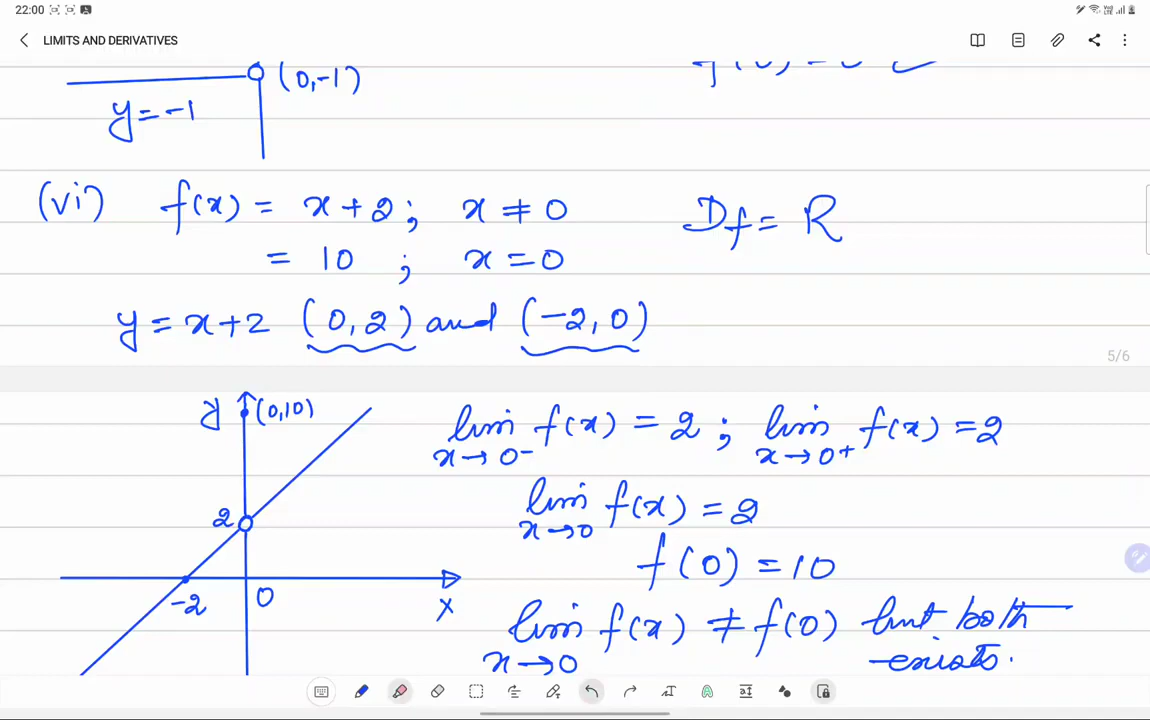 22:00
LIMITS AND DERIVATIVES
(0,-1)
y=-1
(vi) f(x) = x+2; x ≠ 0 Df = R
= 10 ; x = 0
y = x+2 (0,2) and (-2,0)
5/6
y (0,10)
lim f(x) = 2 ; lim f(x) = 2
x→0- x→0+
2
lim f(x) = 2
x→0
f(0) = 10
-2 0 X
lim f(x) ≠ f(0) but both
x→0 exists.